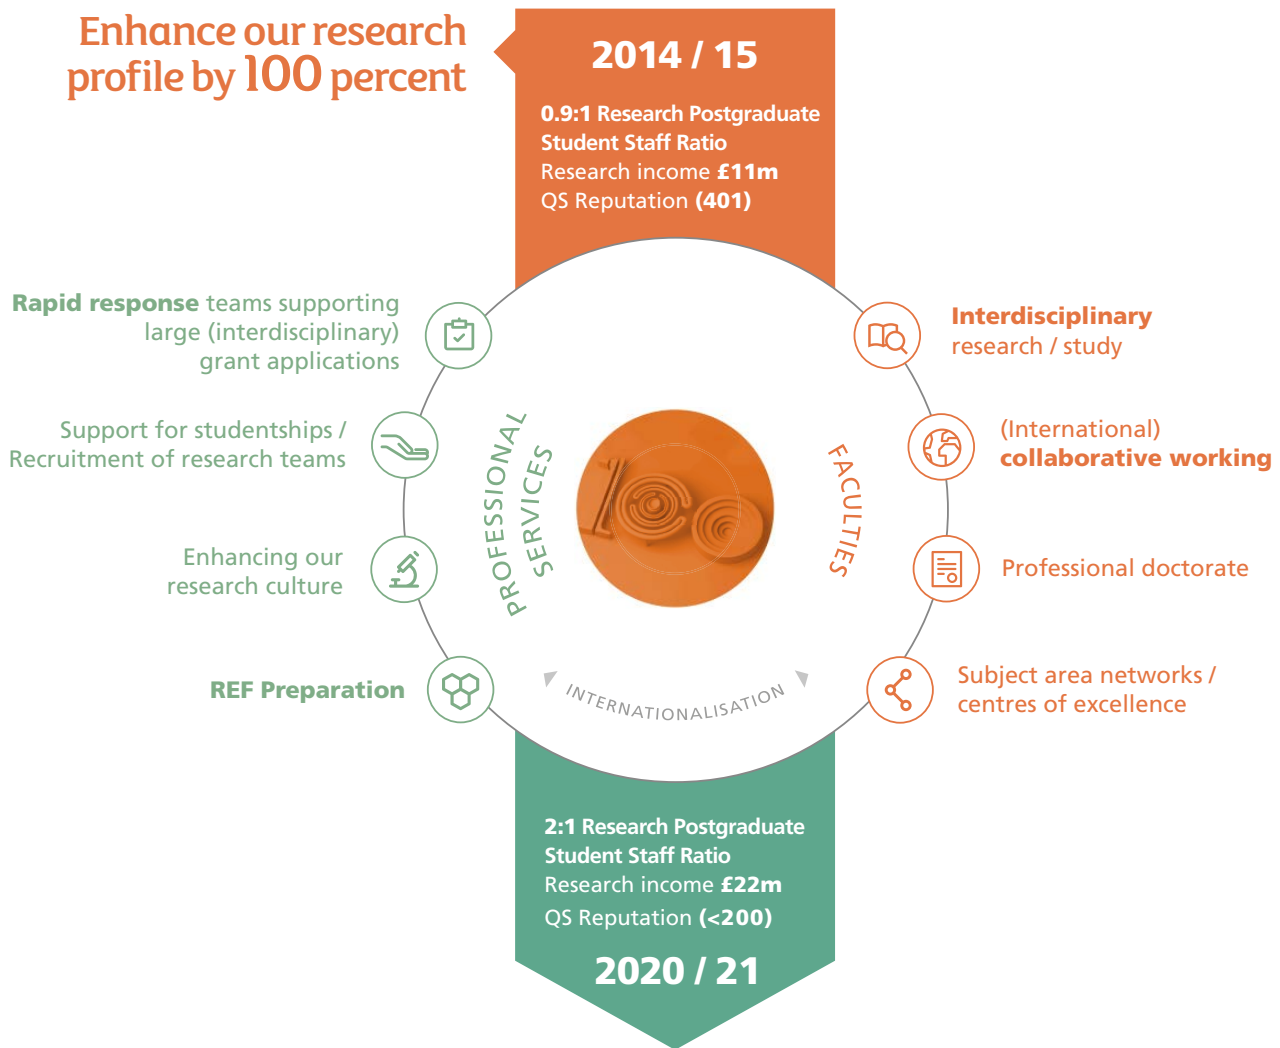 Enhance our research
profile by 100 percent
2014 / 15
0.9:1 Research Postgraduate
Student Staff Ratio
Research income £11m
QS Reputation (401)
Rapid response teams supporting
large (interdisciplinary)
grant applications
Support for studentships /
Recruitment of research teams
Enhancing our
research culture
REF Preparation
PROFESSIONAL
SERVICES
FACULTIES
INTERNATIONALISATION
Interdisciplinary
research / study
(International)
collaborative working
Professional doctorate
Subject area networks /
centres of excellence
2:1 Research Postgraduate
Student Staff Ratio
Research income £22m
QS Reputation (<200)
2020 / 21